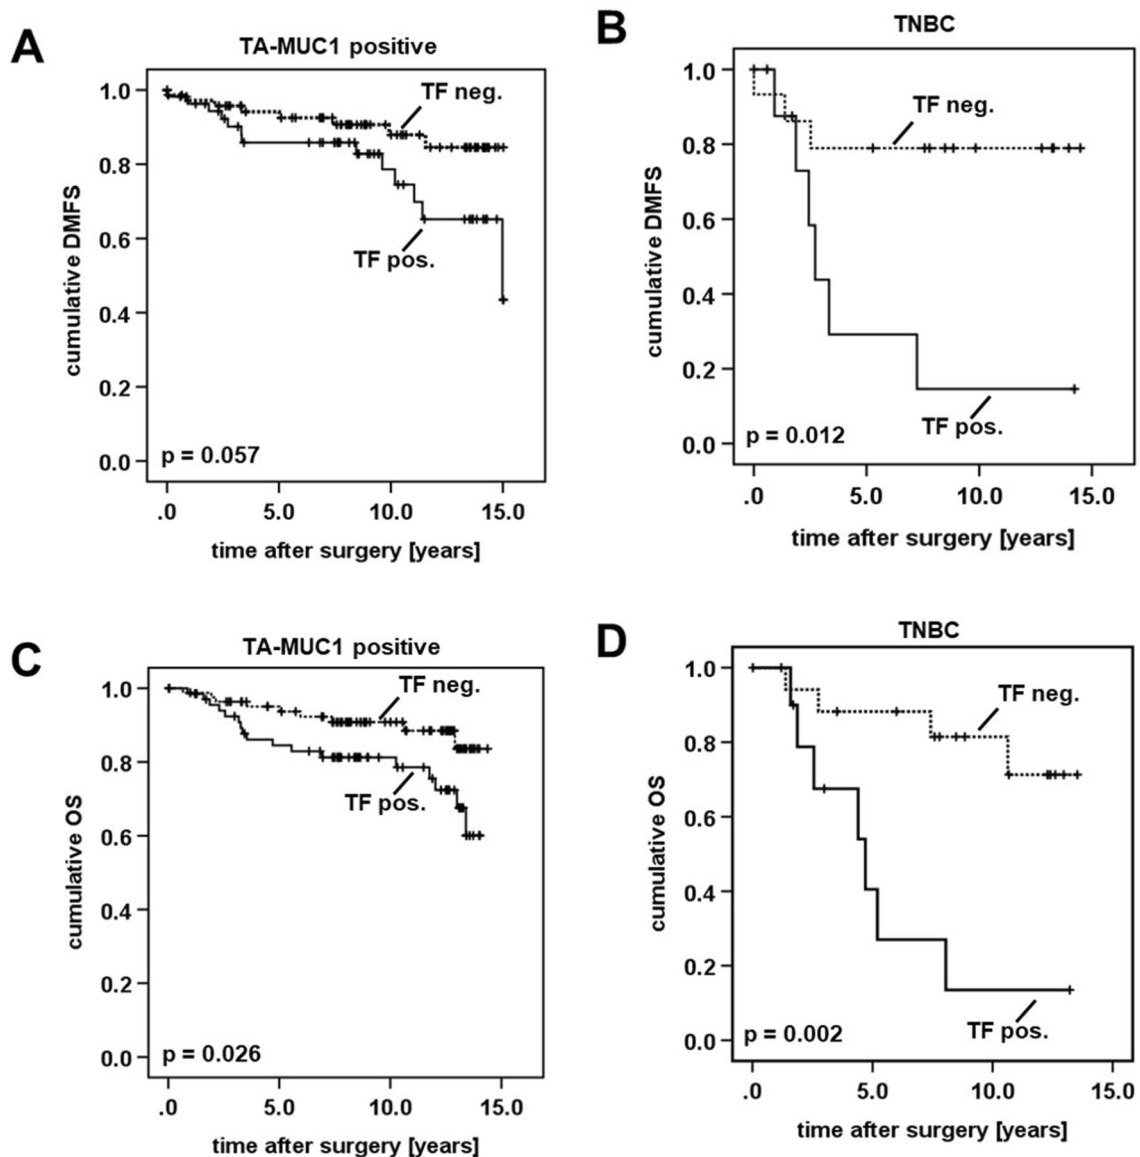 A
TA-MUC1 positive
cumulative DMFS
1.0
0.8
0.6
0.4
0.2
0.0
TF neg.
TF pos.
p = 0.057
.0 5.0 10.0 15.0
time after surgery [years]
B
TNBC
cumulative DMFS
1.0
0.8
0.6
0.4
0.2
0.0
TF neg.
TF pos.
p = 0.012
.0 5.0 10.0 15.0
time after surgery [years]
C
TA-MUC1 positive
cumulative OS
1.0
0.8
0.6
0.4
0.2
0.0
TF neg.
TF pos.
p = 0.026
.0 5.0 10.0 15.0
time after surgery [years]
D
TNBC
cumulative OS
1.0
0.8
0.6
0.4
0.2
0.0
TF neg.
TF pos.
p = 0.002
.0 5.0 10.0 15.0
time after surgery [years]